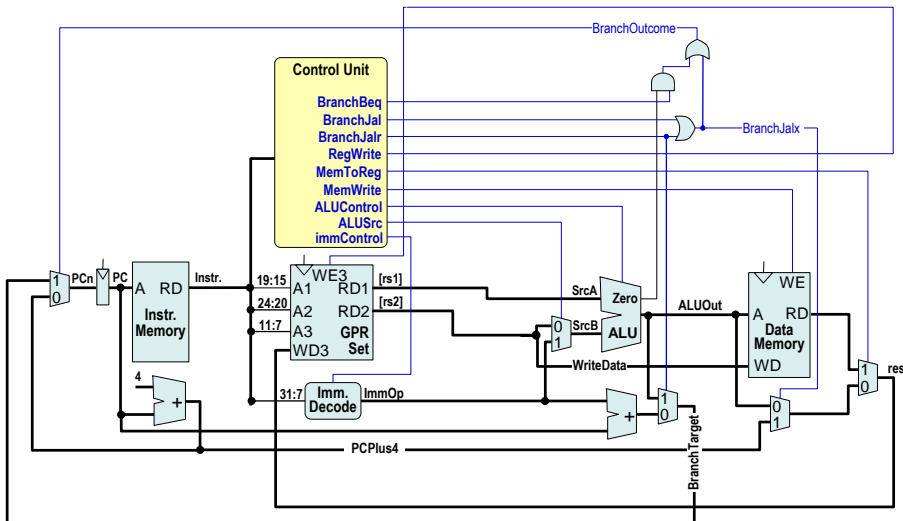 BranchOutcome
Control Unit
BranchBeq
BranchJal
BranchJalr
RegWrite
MemToReg
MemWrite
ALUControl
ALUSrc
immControl
BranchJalx
1
0
PCn
PC
A RD
Instr.
Memory
Instr.
19:15
24:20
11:7
31:7
WE3
A1 RD1
A2 RD2
A3 GPR
WD3 Set
[rs1]
[rs2]
Imm.
Decode
ImmOp
0
1
SrcA
SrcB
Zero
ALU
WriteData
ALUOut
WE
A RD
Data
Memory
WD
1
0
res
4
+
+
1
0
0
1
PCPlus4
BranchTarget